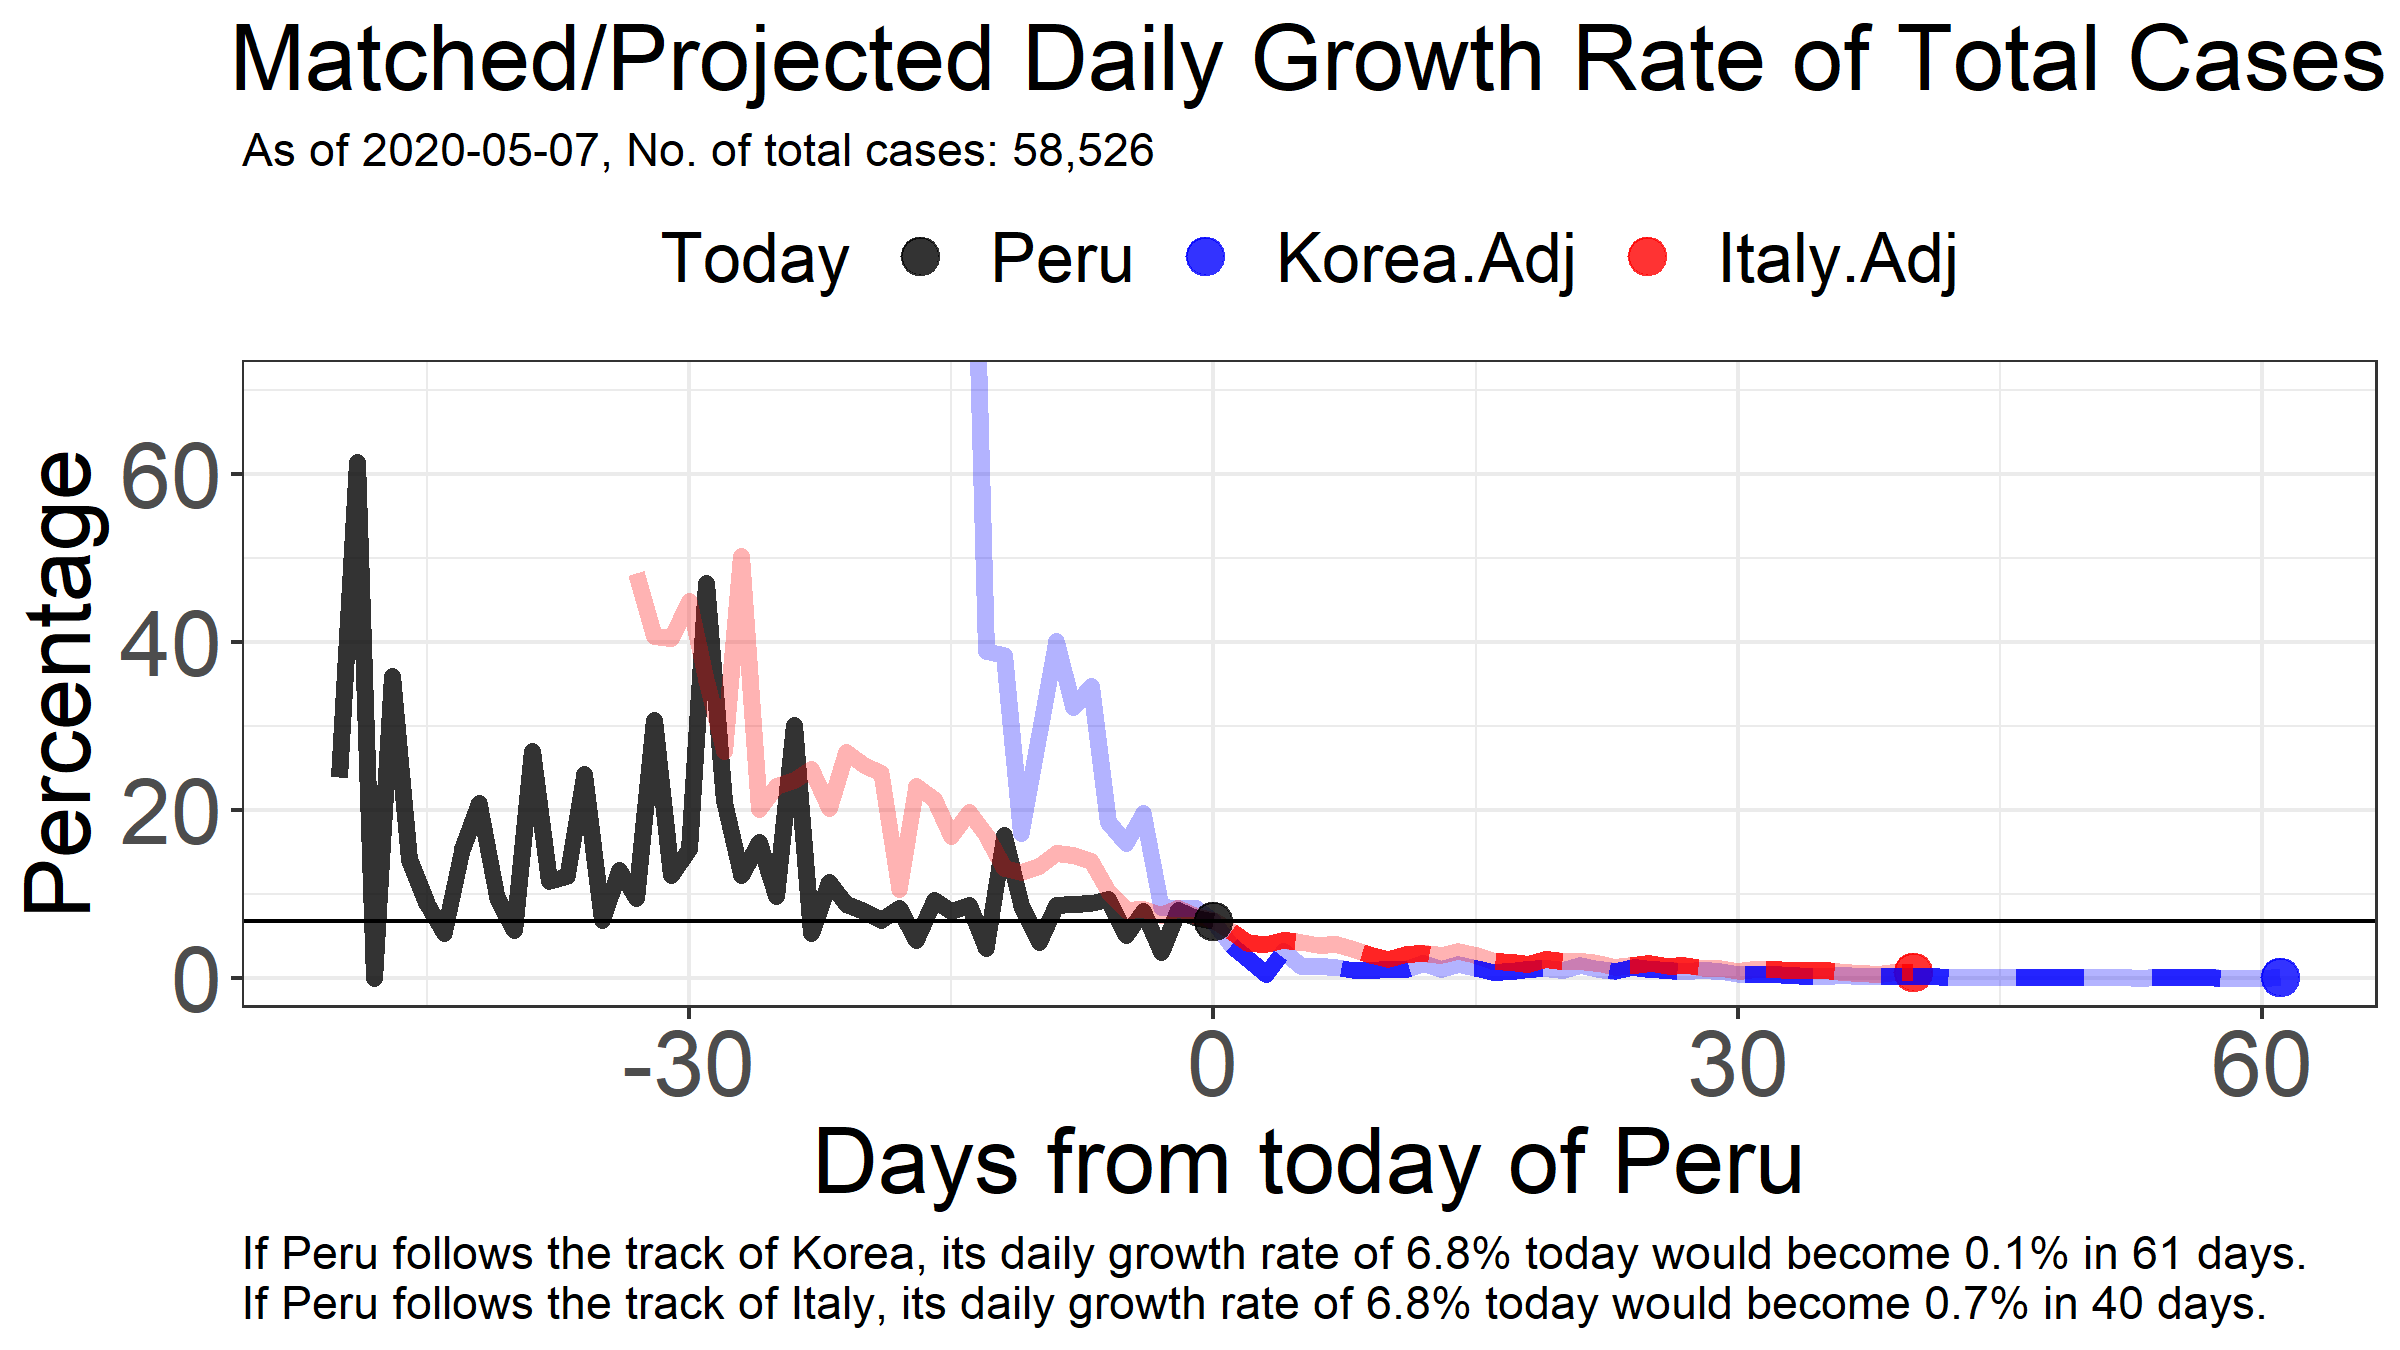 Matched/Projected Daily Growth Rate of Total Cases
As of 2020-05-07, No. of total cases: 58,526
Today Peru Korea.Adj Italy.Adj
Percentage
60
40
20
0
-30 0 30 60
Days from today of Peru
If Peru follows the track of Korea, its daily growth rate of 6.8% today would become 0.1% in 61 days.
If Peru follows the track of Italy, its daily growth rate of 6.8% today would become 0.7% in 40 days.